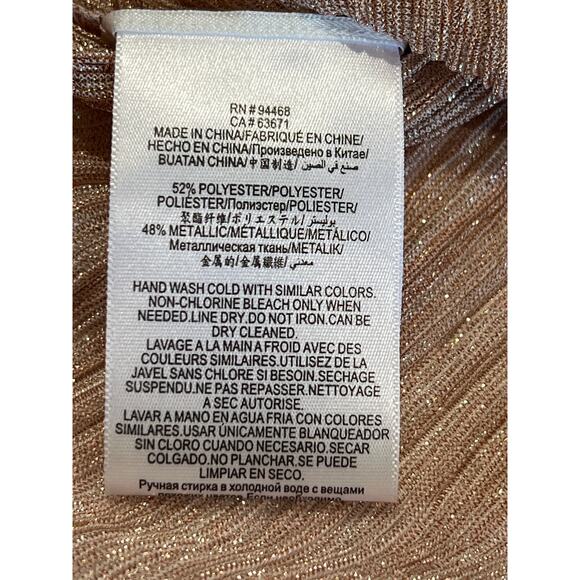 RN # 94468
CA # 63671
MADE IN CHINA/FABRIQUÉ EN CHINE/
HECHO EN CHINA/Произведено в Китае/
BUATAN CHINA/中国制造/ صنع في الصين/
52% POLYESTER/POLYESTER/
POLIÉSTER/Полиэстер/POLIESTER/
聚酯纤维/ポリエステル/ بوليستر/
48% METALLIC/MÉTALLIQUE/METÁLICO/
Металлическая ткань/METALIK/
金属的/金属繊維/ معدني/
HAND WASH COLD WITH SIMILAR COLORS.
NON-CHLORINE BLEACH ONLY WHEN
NEEDED.LINE DRY.DO NOT IRON.CAN BE
DRY CLEANED.
LAVAGE A LA MAIN A FROID AVEC DES
COULEURS SIMILAIRES.UTILISEZ DE LA
JAVEL SANS CHLORE SI BESOIN.SECHAGE
SUSPENDU.NE PAS REPASSER.NETTOYAGE
A SEC AUTORISE.
LAVAR A MANO EN AGUA FRIA CON COLORES
SIMILARES.USAR ÚNICAMENTE BLANQUEADOR
SIN CLORO CUANDO NECESARIO.SECAR
COLGADO.NO PLANCHAR.SE PUEDE
LIMPIAR EN SECO.
Ручная стирка в холодной воде с вещами